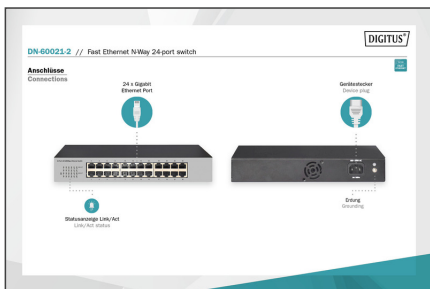 DIGITUS®
DN-60021-2 // Fast Ethernet N-Way 24-port switch
Anschlüsse
Connections
24 x Gigabit
Ethernet Port
Gerätestecker
Device plug
Statusanzeige Link/Act
Link/Act status
Erdung
Grounding